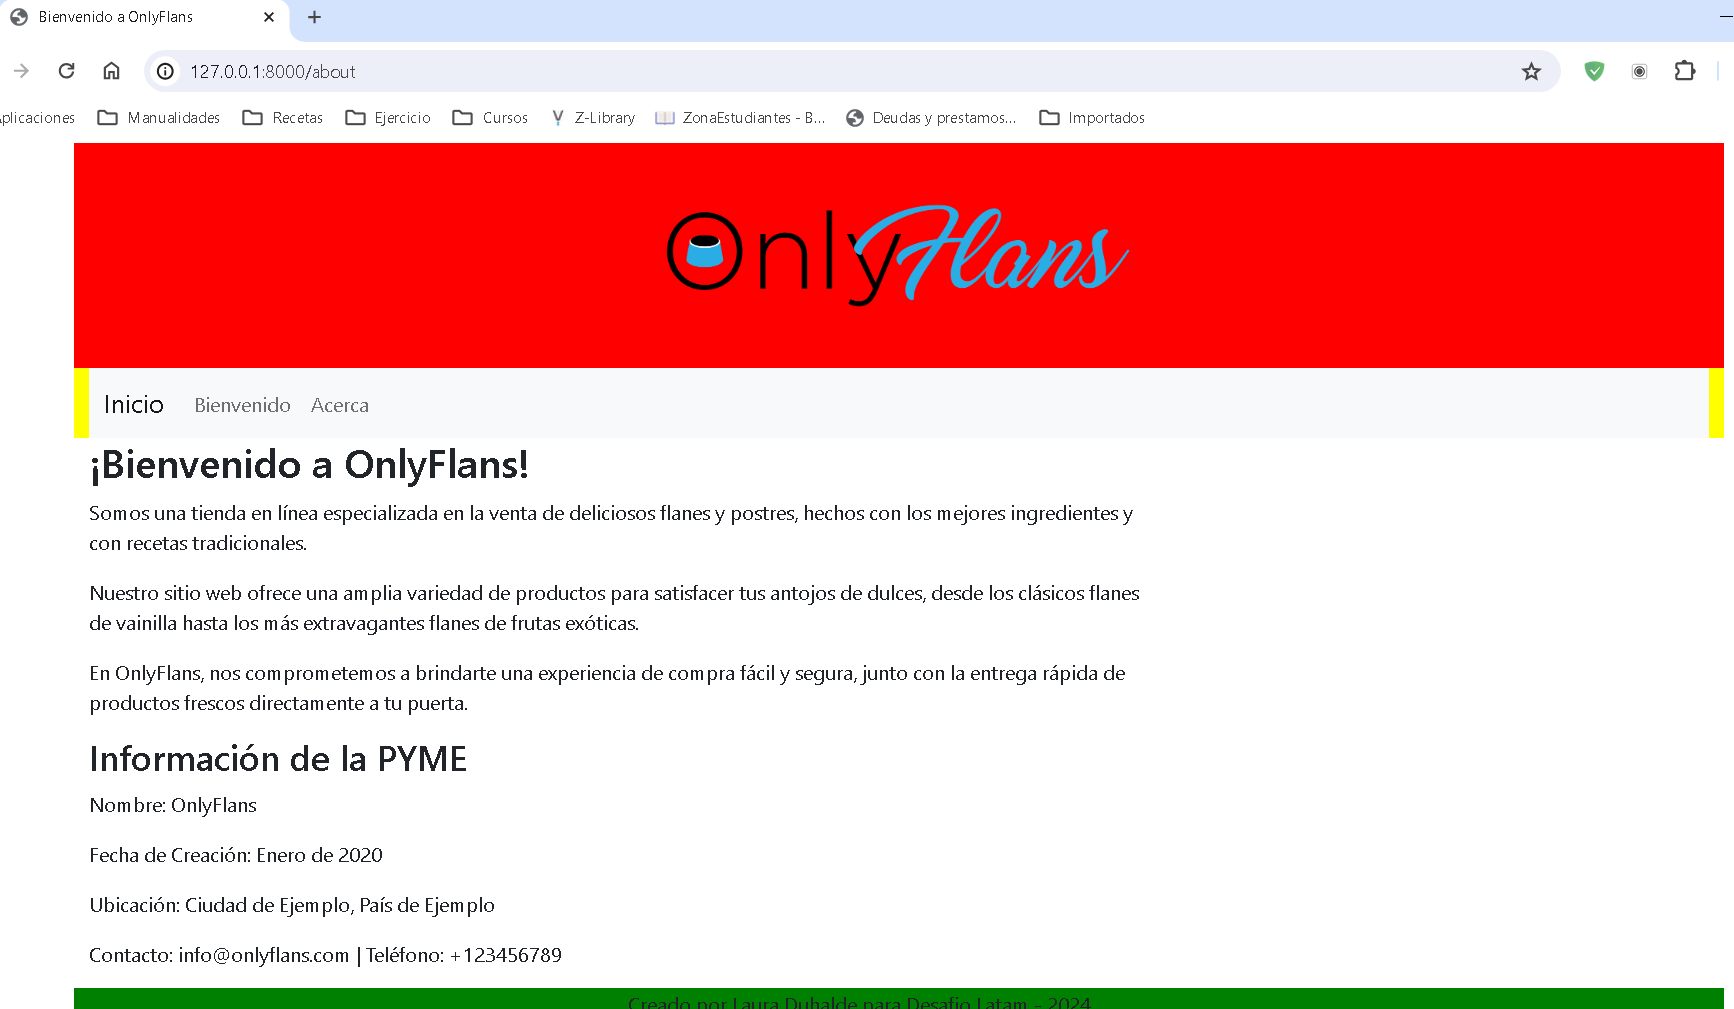 Bienvenido a OnlyFlans
127.0.0.1:8000/about
plicaciones Manualidades Recetas Ejercicio Cursos Z-Library ZonaEstudiantes - B... Deudas y prestamos... Importados
OnlyFlans
Inicio Bienvenido Acerca
¡Bienvenido a OnlyFlans!
Somos una tienda en línea especializada en la venta de deliciosos flanes y postres, hechos con los mejores ingredientes y
con recetas tradicionales.
Nuestro sitio web ofrece una amplia variedad de productos para satisfacer tus antojos de dulces, desde los clásicos flanes
de vainilla hasta los más extravagantes flanes de frutas exóticas.
En OnlyFlans, nos comprometemos a brindarte una experiencia de compra fácil y segura, junto con la entrega rápida de
productos frescos directamente a tu puerta.
Información de la PYME
Nombre: OnlyFlans
Fecha de Creación: Enero de 2020
Ubicación: Ciudad de Ejemplo, País de Ejemplo
Contacto: info@onlyflans.com | Teléfono: +123456789
Creado por Laura Duhalde para Desafio Latam - 2024